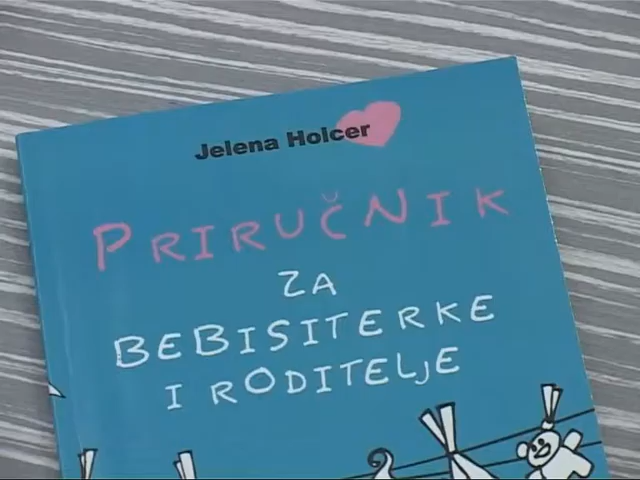 Jelena Holcer
PRIRUČNIK
ZA
BEBISITERKE
I RODITELJE